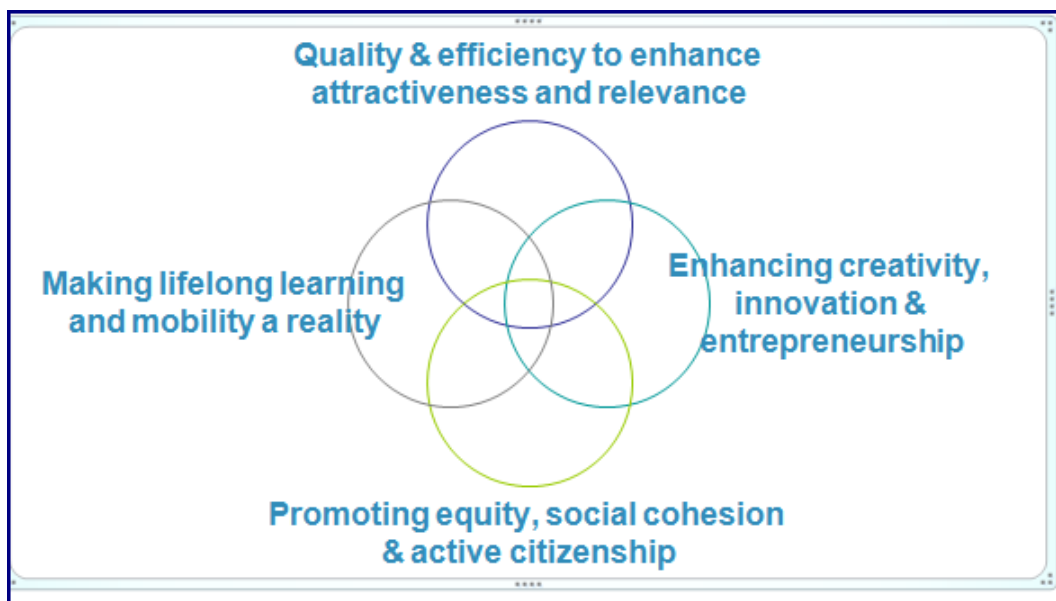 Quality & efficiency to enhance
attractiveness and relevance
Making lifelong learning
and mobility a reality
Enhancing creativity,
innovation &
entrepreneurship
Promoting equity, social cohesion
& active citizenship